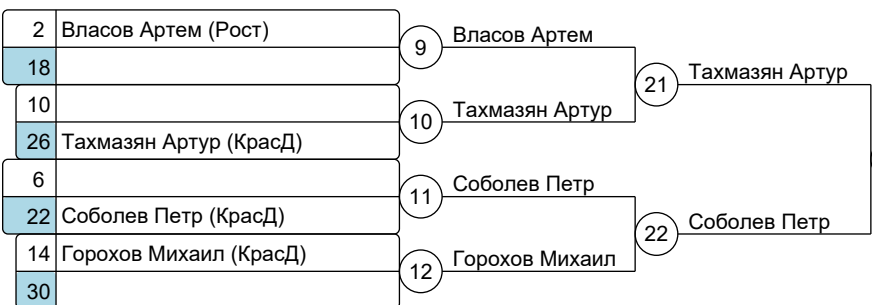 2 Власов Артем (Рост)
9 Власов Артем
18
21 Тахмазян Артур
10
10 Тахмазян Артур
26 Тахмазян Артур (КрасД)
6
11 Соболев Петр
22 Соболев Петр (КрасД)
22 Соболев Петр
14 Горохов Михаил (КрасД)
12 Горохов Михаил
30